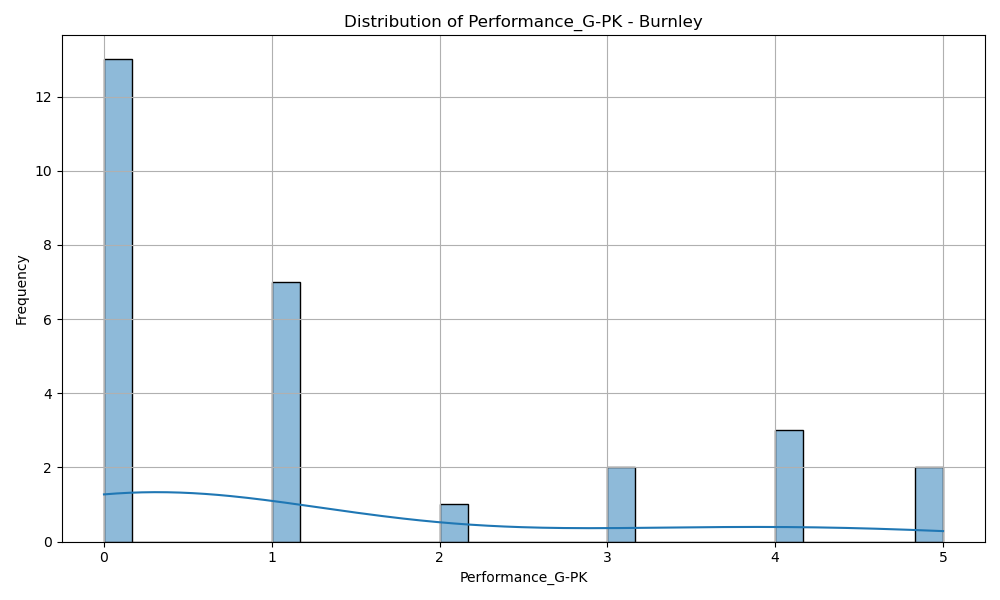 Distribution of Performance_G-PK - Burnley
Frequency
12
10
8
6
4
2
0
0 1 2 3 4 5
Performance_G-PK